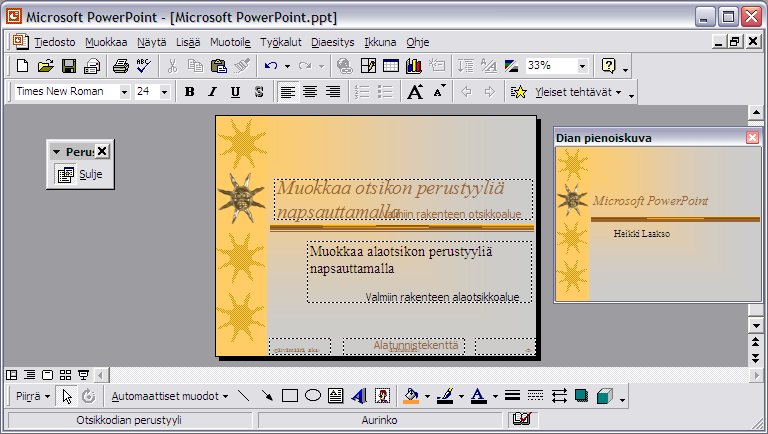 Microsoft PowerPoint - [Microsoft PowerPoint.ppt]
Tiedosto Muokkaa Näytä Lisää Muotoile Työkalut Diaesitys Ikkuna Ohje
33%
Times New Roman 24 B I U S A A Yleiset tehtävät
Perus
Sulje
Muokkaa otsikon perustyyliä
napsauttamalla
Valmiin rakenteen otsikkoalue
Muokkaa alaotsikon perustyyliä
napsauttamalla
Valmiin rakenteen alaotsikkoalue
Alatunnistekenttä
Dian pienoiskuva
Microsoft PowerPoint
Heikki Laakso
Piirrä Automaattiset muodot
Otsikkodian perustyyli Aurinko